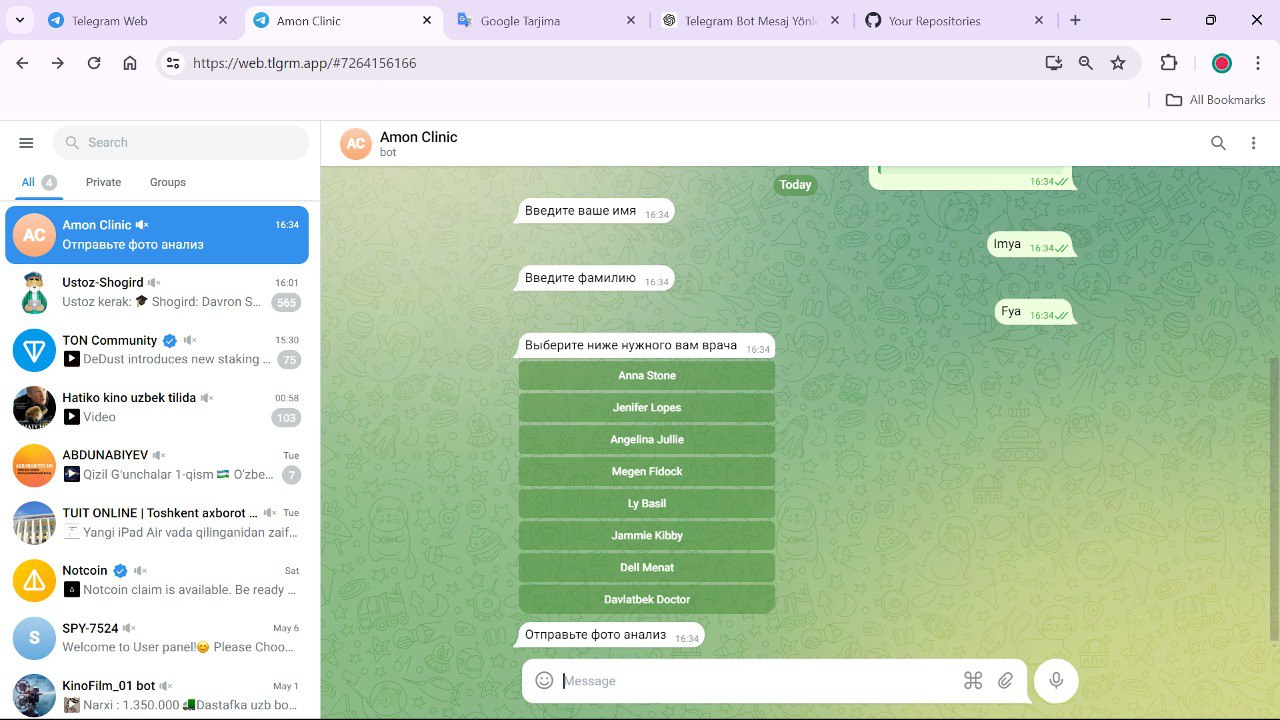 Telegram Web
Amon Clinic
Google Tarjima
Telegram Bot Mesaj Yönl
Your Repositories
https://web.tlgrm.app/#7264156166
All Bookmarks
Search
All 4
Private
Groups
Amon Clinic 16:34
Отправьте фото анализ
Ustoz-Shogird 16:01
Ustoz kerak: 🎓 Shogird: Davron S... 565
TON Community 15:30
DeDust introduces new staking ... 75
Hatiko kino uzbek tilida 00:58
Video 103
ABDUNABIYEV Tue
Qizil G'unchalar 1-qism 🇺🇿 O'zbe... 7
TUIT ONLINE | Toshkent axborot ... Tue
Yangi iPad Air vada qilinganidan zaif...
Notcoin Sat
Notcoin claim is available. Be ready ...
S
SPY-7524 May 6
Welcome to User panel!😊 Please Choo...
KinoFilm_01 bot May 1
Narxi : 1.350.000 🚛Dastafka uzb bo...
AC
Amon Clinic
bot
16:34
Today
Введите ваше имя 16:34
Imya 16:34
Введите фамилию 16:34
Fya 16:34
Выберите ниже нужного вам врача 16:34
Anna Stone
Jenifer Lopes
Angelina Jullie
Megen Fidock
Ly Basil
Jammie Kibby
Dell Menat
Davlatbek Doctor
Отправьте фото анализ 16:34
Message